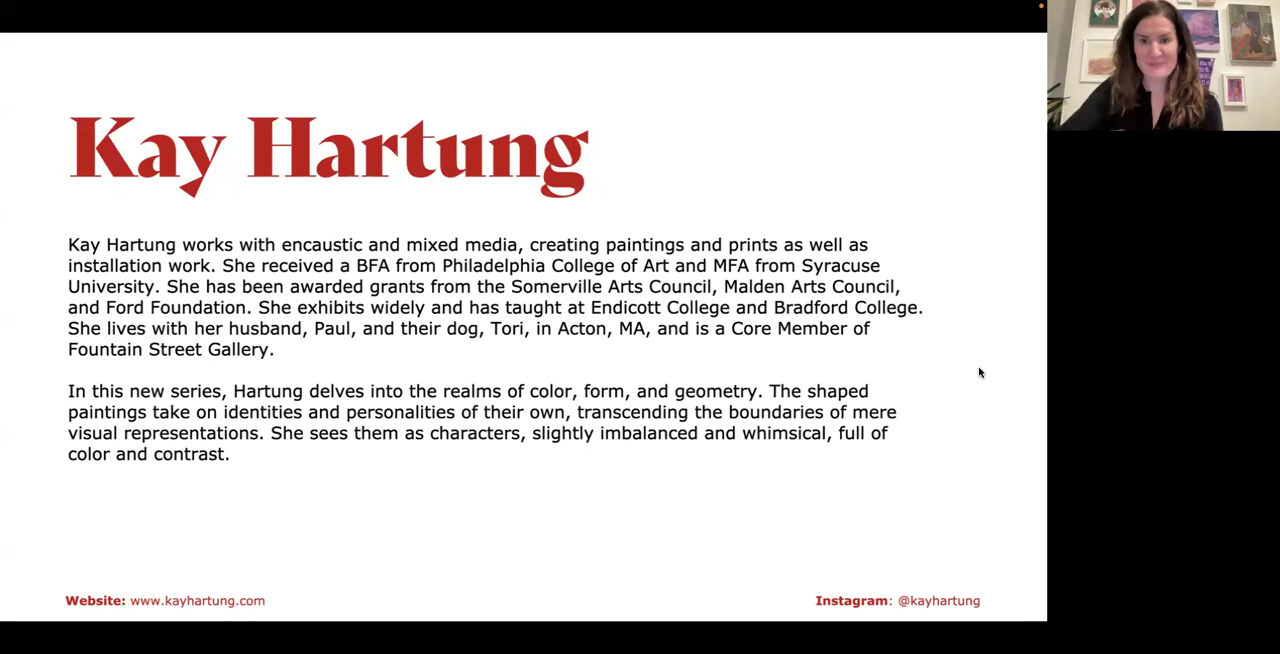 Kay Hartung
Kay Hartung works with encaustic and mixed media, creating paintings and prints as well as
installation work. She received a BFA from Philadelphia College of Art and MFA from Syracuse
University. She has been awarded grants from the Somerville Arts Council, Malden Arts Council,
and Ford Foundation. She exhibits widely and has taught at Endicott College and Bradford College.
She lives with her husband, Paul, and their dog, Tori, in Acton, MA, and is a Core Member of
Fountain Street Gallery.
In this new series, Hartung delves into the realms of color, form, and geometry. The shaped
paintings take on identities and personalities of their own, transcending the boundaries of mere
visual representations. She sees them as characters, slightly imbalanced and whimsical, full of
color and contrast.
Website: www.kayhartung.com
Instagram: @kayhartung